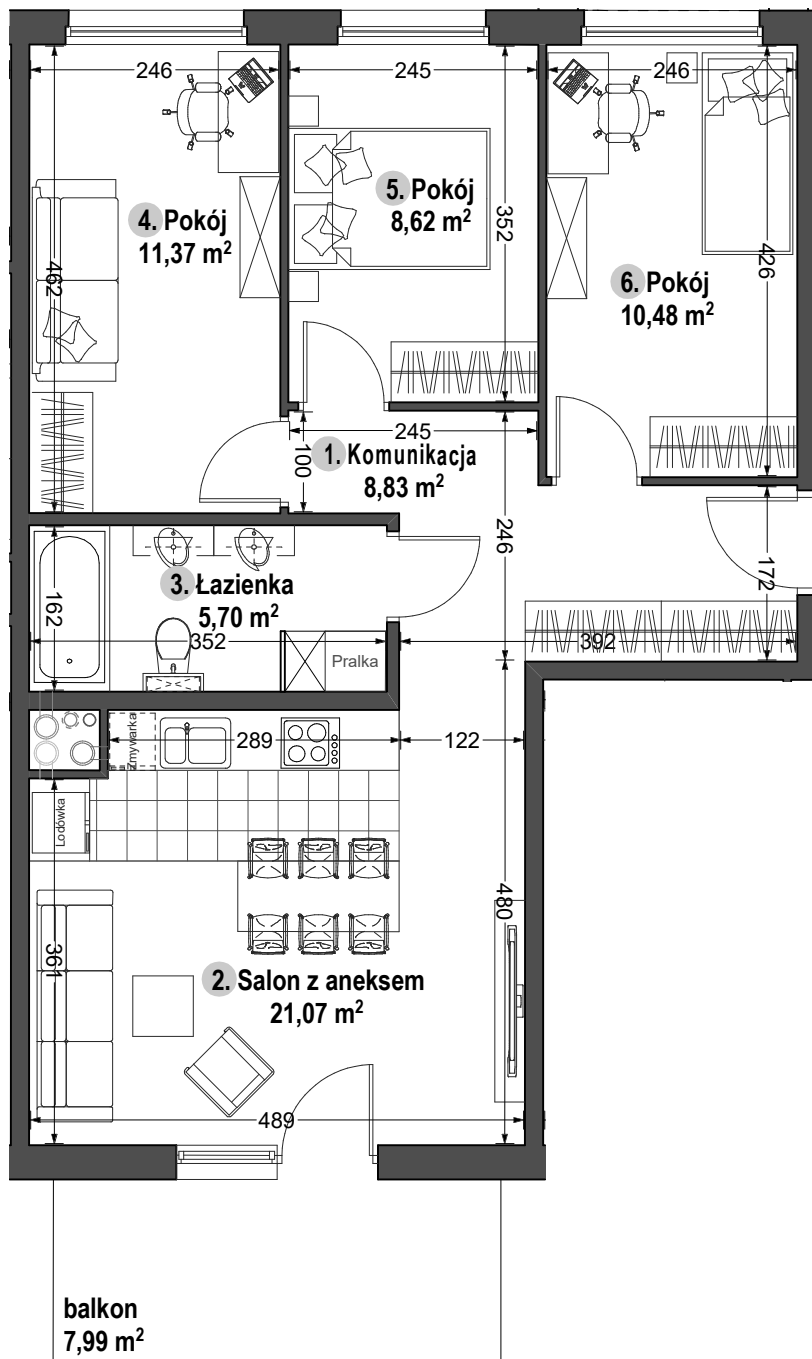 246
245
246
4. Pokój
11,37 m²
462
5. Pokój
8,62 m²
352
6. Pokój
10,48 m²
426
245
100
1. Komunikacja
8,83 m²
246
172
392
3. Łazienka
5,70 m²
162
352
Pralka
Zmywarka
289
122
Lodówka
361
480
2. Salon z aneksem
21,07 m²
489
balkon
7,99 m²